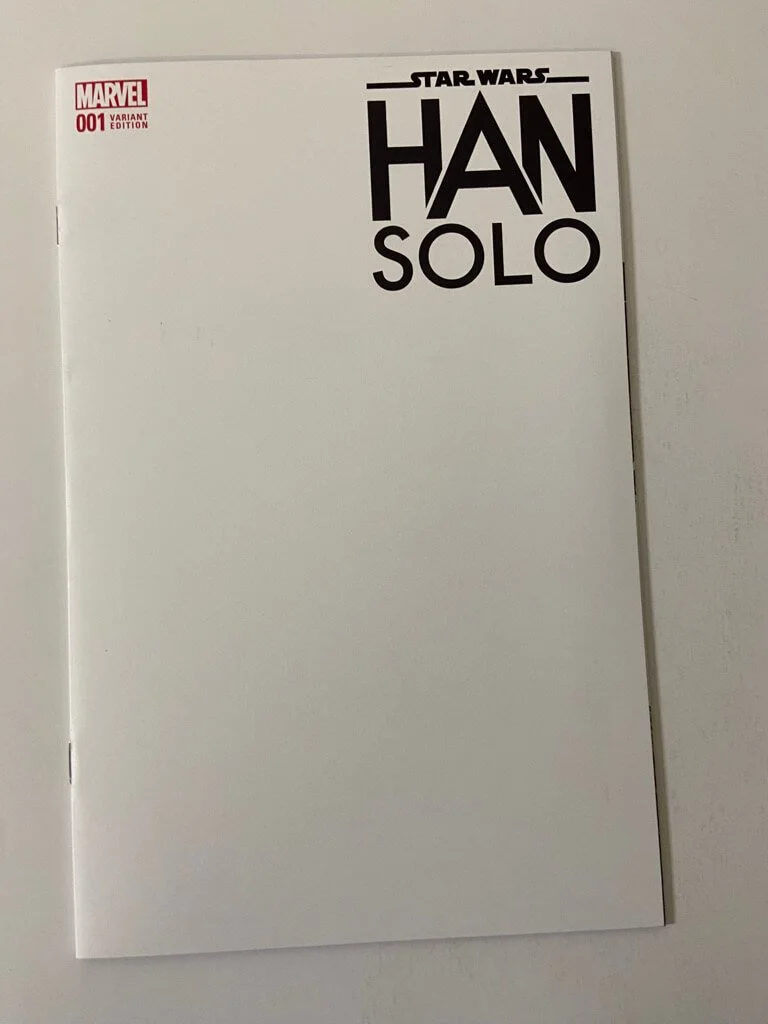 MARVEL
001 VARIANT EDITION
STAR WARS
HAN
SOLO